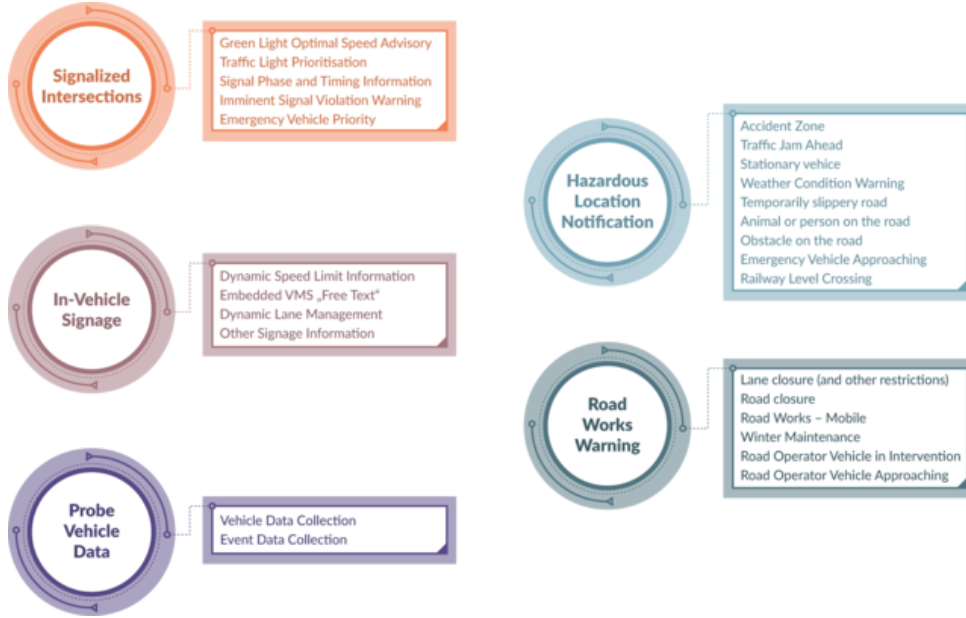 Signalized
Intersections
Green Light Optimal Speed Advisory
Traffic Light Prioritisation
Signal Phase and Timing Information
Imminent Signal Violation Warning
Emergency Vehicle Priority
In-Vehicle
Signage
Dynamic Speed Limit Information
Embedded VMS „Free Text“
Dynamic Lane Management
Other Signage Information
Probe
Vehicle
Data
Vehicle Data Collection
Event Data Collection
Hazardous
Location
Notification
Accident Zone
Traffic Jam Ahead
Stationary vehice
Weather Condition Warning
Temporarily slippery road
Animal or person on the road
Obstacle on the road
Emergency Vehicle Approaching
Railway Level Crossing
Road
Works
Warning
Lane closure (and other restrictions)
Road closure
Road Works – Mobile
Winter Maintenance
Road Operator Vehicle in Intervention
Road Operator Vehicle Approaching